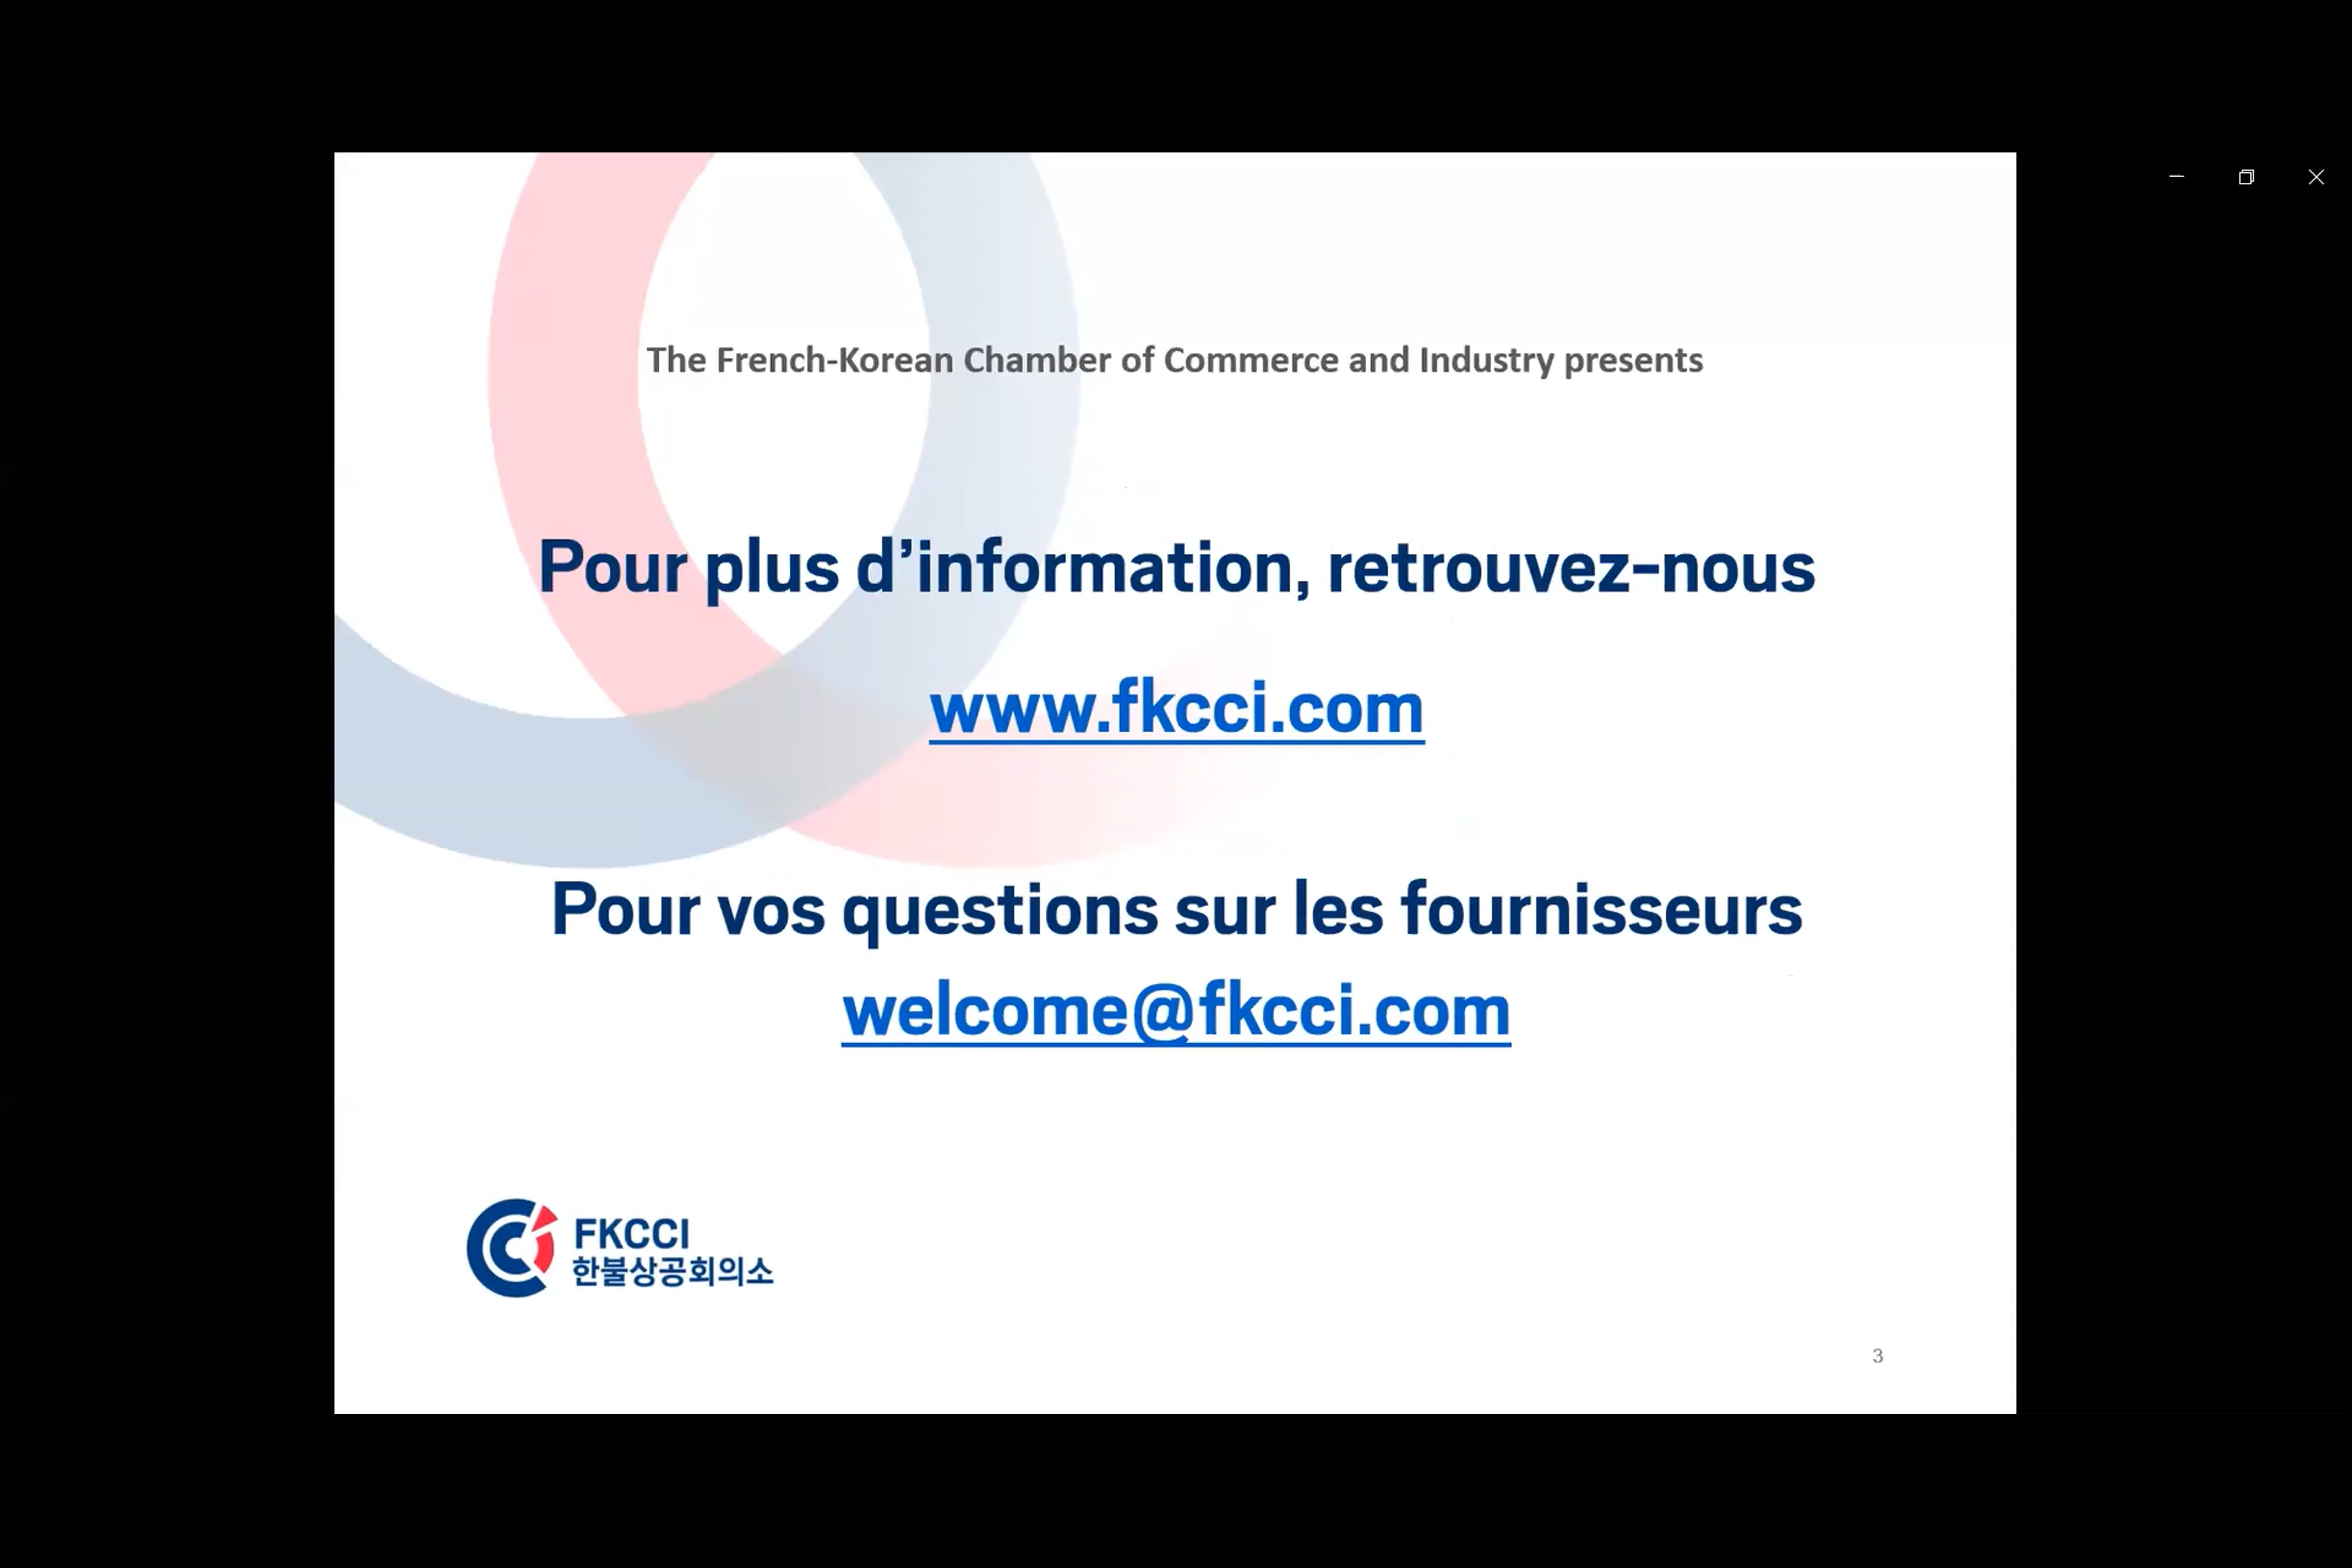 The French-Korean Chamber of Commerce and Industry presents
Pour plus d’information, retrouvez-nous
www.fkcci.com
Pour vos questions sur les fournisseurs
welcome@fkcci.com
FKCCI
한불상공회의소
3